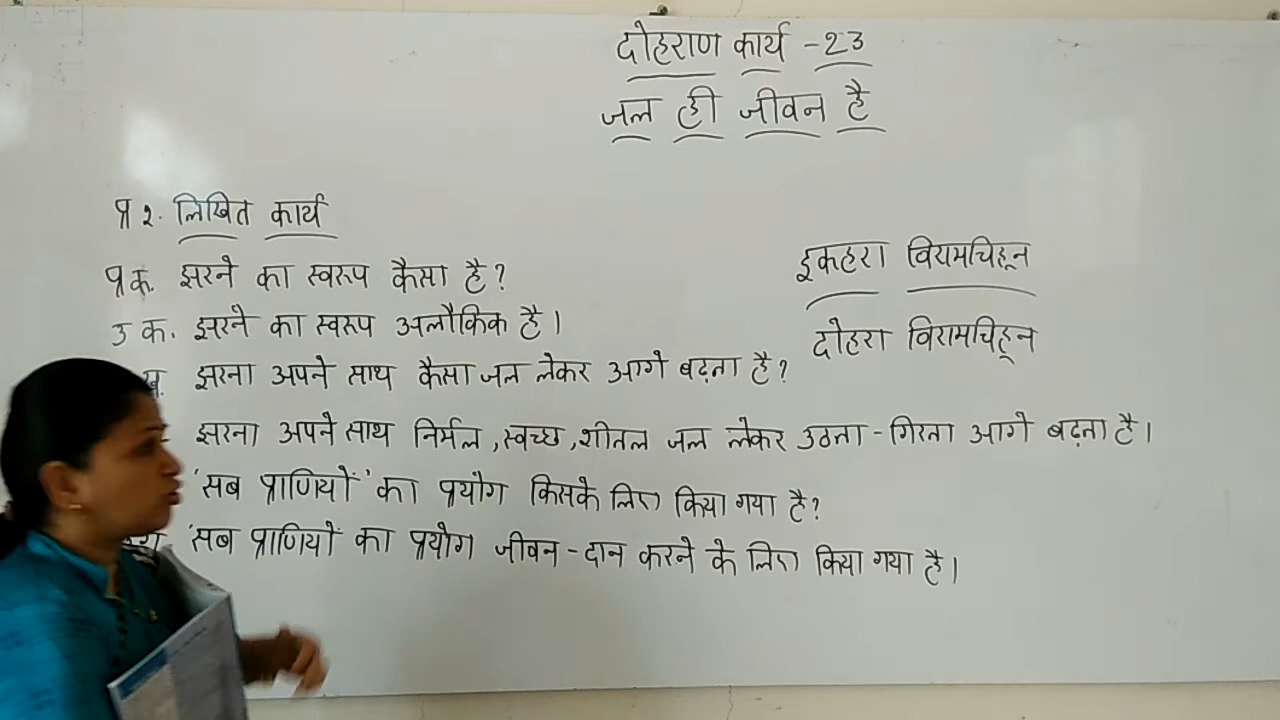 दोहराण कार्य - 23
जल ही जीवन है
प्र २. लिखित कार्य
प्र क. झरने का स्वरूप कैसा है?
उ क. झरने का स्वरूप अलौकिक है।
इकहरा विरामचिह्न
दोहरा विरामचिह्न
ख. झरना अपने साथ कैसा जल लेकर आगे बढ़ता है?
झरना अपने साथ निर्मल, स्वच्छ, शीतल जल लेकर उठता - गिरता आगे बढ़ता है।
'सब प्राणियों' का प्रयोग किसके लिए किया गया है?
ग 'सब प्राणियों का प्रयोग जीवन - दान करने के लिए किया गया है।